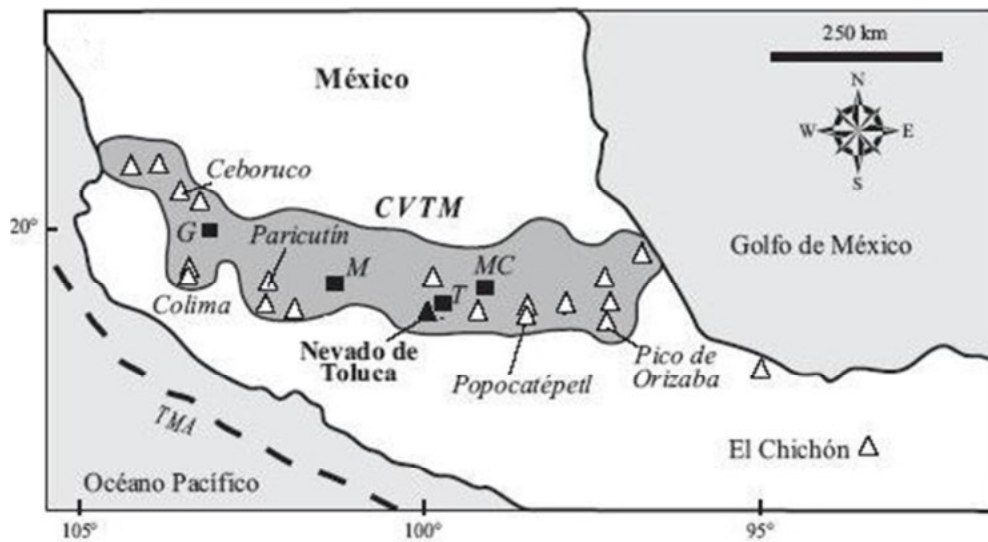 250 km
México
N
W
E
S
Ceboruco
CVTM
20°
G
Paricutín
Golfo de México
M
MC
T
Colima
Nevado de
Toluca
Popocatépetl
Pico de
Orizaba
TMA
El Chichón
Océano Pacífico
105°
100°
95°